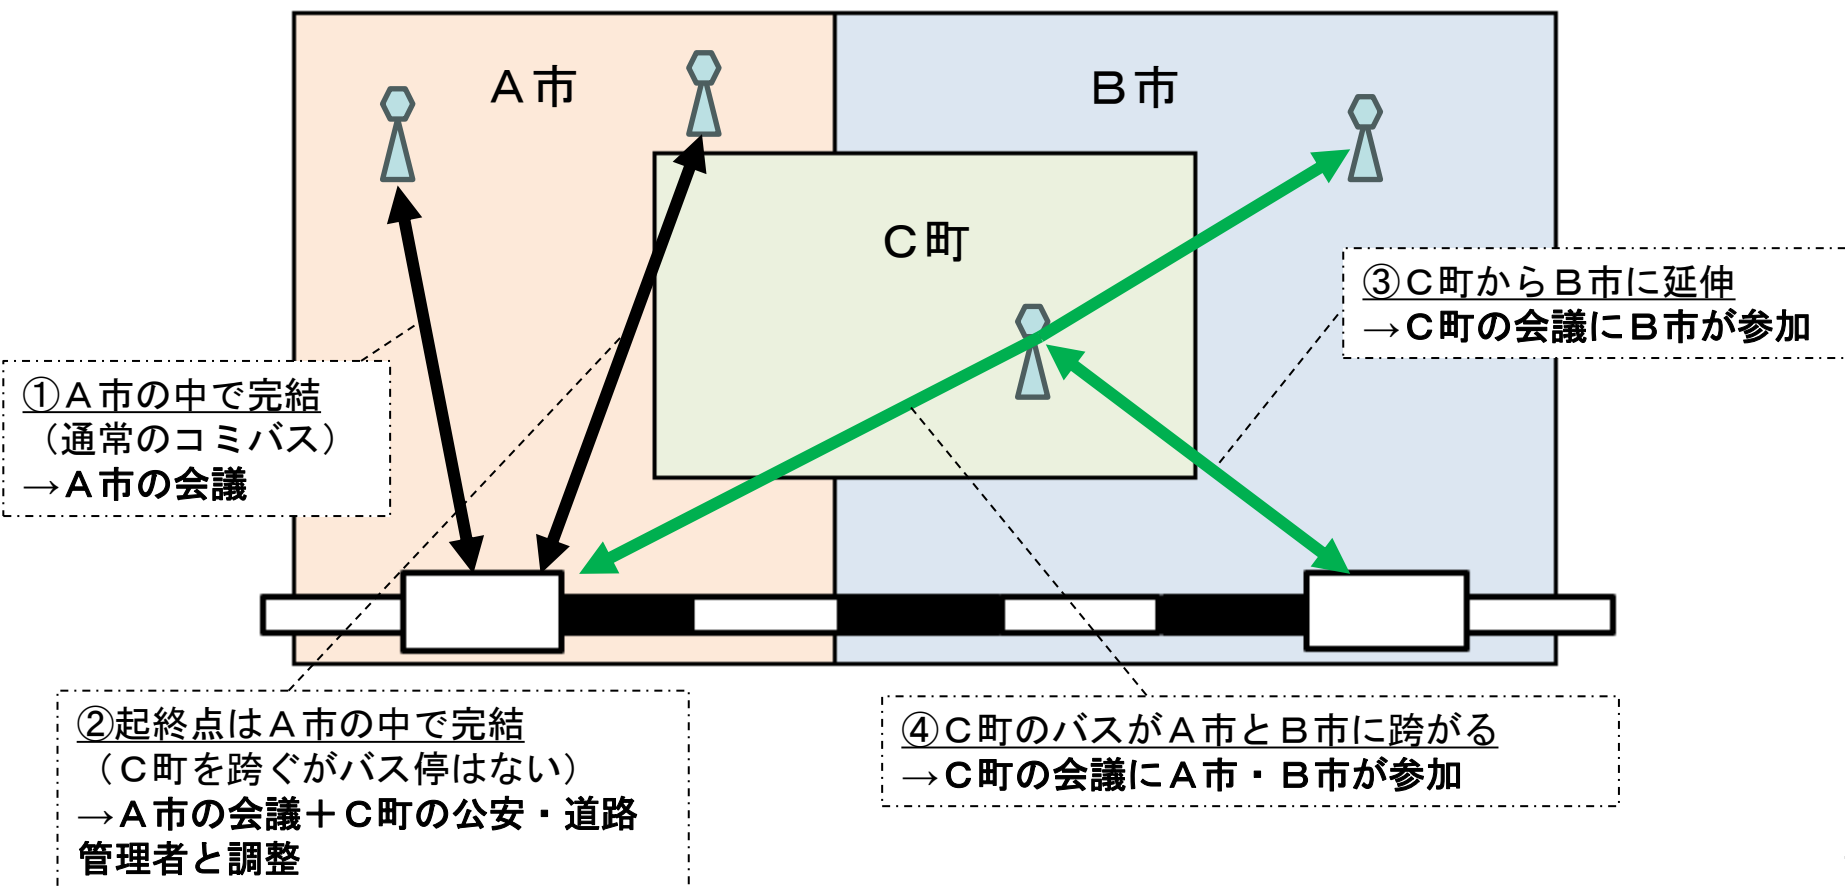 A市
B市
C町
①A市の中で完結
（通常のコミバス）
→A市の会議
②起終点はA市の中で完結
（C町を跨ぐがバス停はない）
→A市の会議＋C町の公安・道路
管理者と調整
③C町からB市に延伸
→C町の会議にB市が参加
④C町のバスがA市とB市に跨がる
→C町の会議にA市・B市が参加